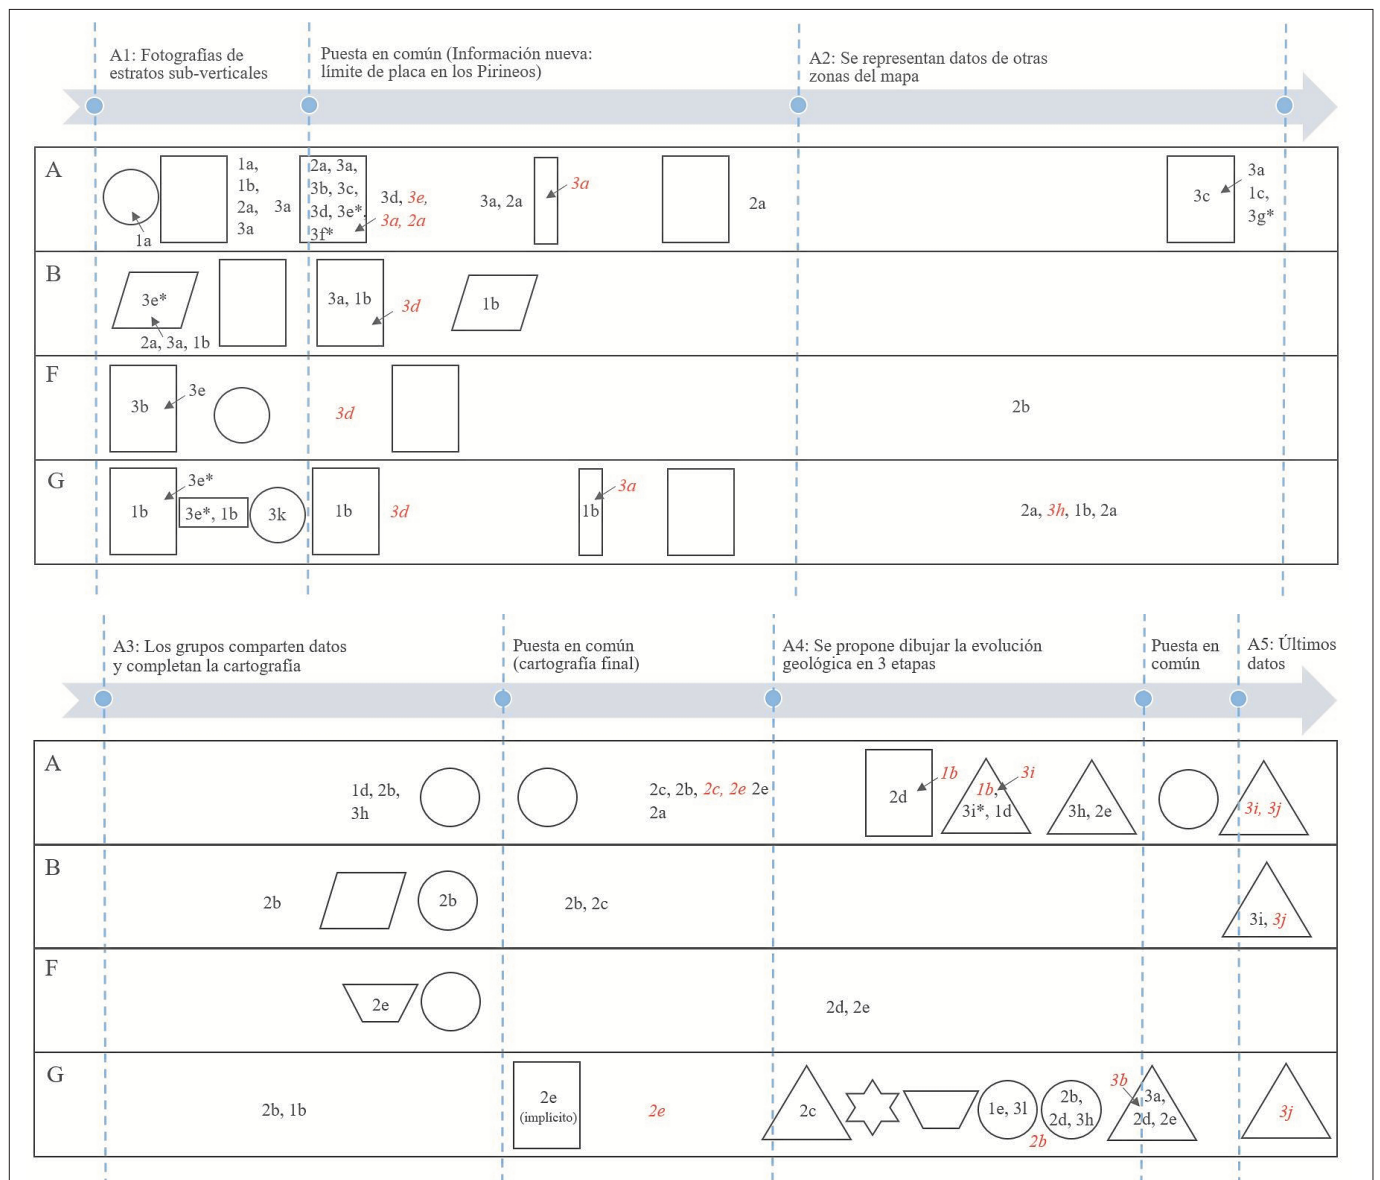 A1: Fotografías de
estratos sub-verticales
Puesta en común (Información nueva:
límite de placa en los Pirineos)
A2: Se representan datos de otras
zonas del mapa
A
1a
1a,
1b,
2a,
3a
3a
2a, 3a,
3b, 3c,
3d, 3e*,
3f*
3d, 3e,
3a, 2a
3a, 2a
3a
2a
3c
3a
1c,
3g*
B
3e*
2a, 3a, 1b
3a, 1b
3d
1b
F
3b
3e
3d
2b
G
1b
3e*
3e*, 1b
3k
1b
3d
1b
3a
2a, 3h, 1b, 2a
A3: Los grupos comparten datos
y completan la cartografía
Puesta en común
(cartografía final)
A4: Se propone dibujar la evolución
geológica en 3 etapas
Puesta en
común
A5: Últimos
datos
A
1d, 2b,
3h
2c, 2b, 2c, 2e 2e
2a
2d
1b
1b,
3i*, 1d
3i
3h, 2e
3i, 3j
B
2b
2b
2b, 2c
3i, 3j
F
2e
2d, 2e
G
2b, 1b
2e
(implícito)
2e
2c
1e, 3l
2b
2b,
2d, 3h
3b
3a,
2d, 2e
3j